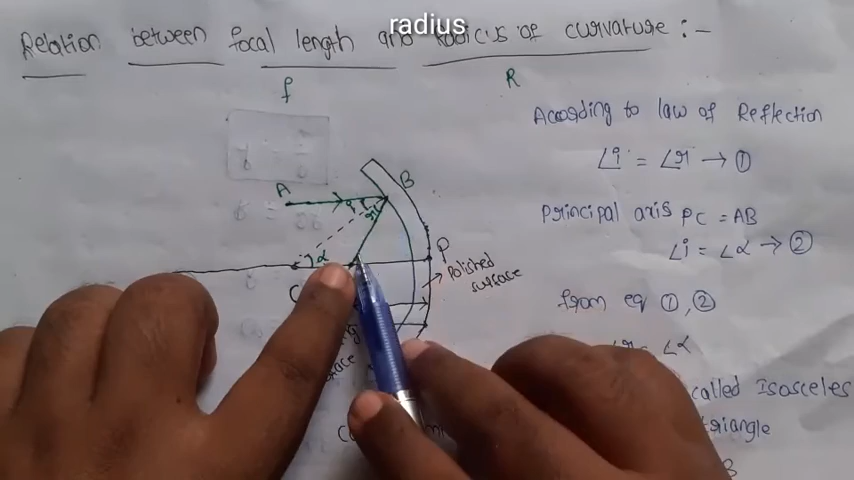 radius
Relation between focal length and Radius of curvature :-
f
R
According to law of Reflection
∠i = ∠r → ①
Principal axis PC = AB
∠i = ∠α → ②
from eq ①,②
∠r = ∠α
called Isosceles
triangle
A
B
i
r
α
P
C
Polished
surface